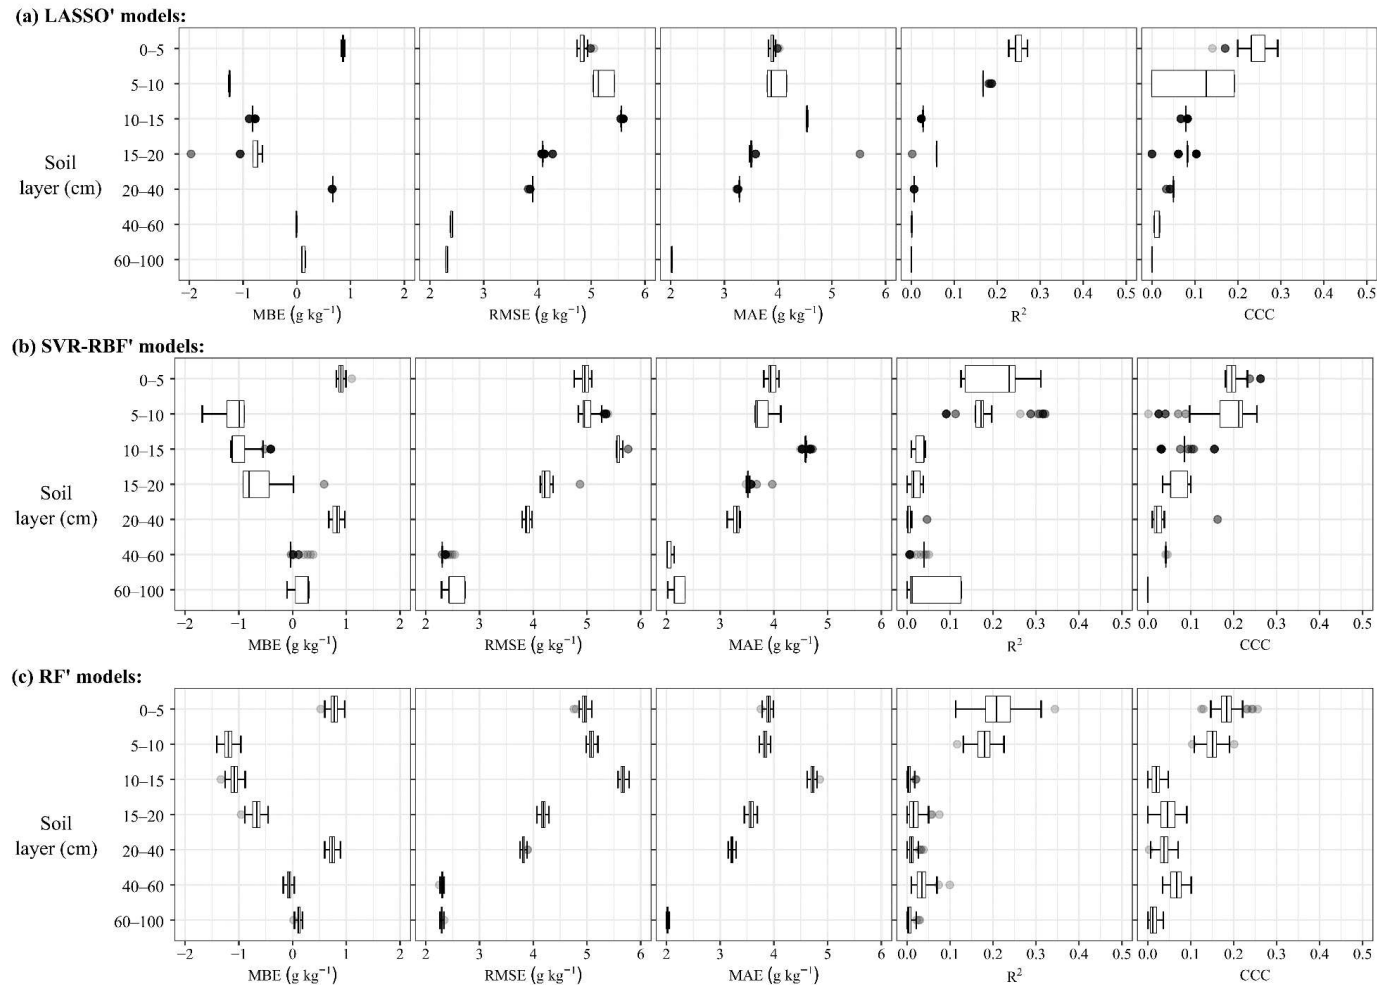 (a) LASSO' models:
0–5
5–10
10–15
15–20
20–40
40–60
60–100
Soil
layer (cm)
−2 −1 0 1 2
2 3 4 5 6
2 3 4 5 6
0.0 0.1 0.2 0.3 0.4 0.5
0.0 0.1 0.2 0.3 0.4 0.5
MBE (g kg⁻¹)
RMSE (g kg⁻¹)
MAE (g kg⁻¹)
R²
CCC
(b) SVR-RBF' models:
0–5
5–10
10–15
15–20
20–40
40–60
60–100
Soil
layer (cm)
−2 −1 0 1 2
2 3 4 5 6
2 3 4 5 6
0.0 0.1 0.2 0.3 0.4 0.5
0.0 0.1 0.2 0.3 0.4 0.5
MBE (g kg⁻¹)
RMSE (g kg⁻¹)
MAE (g kg⁻¹)
R²
CCC
(c) RF' models:
0–5
5–10
10–15
15–20
20–40
40–60
60–100
Soil
layer (cm)
−2 −1 0 1 2
2 3 4 5 6
2 3 4 5 6
0.0 0.1 0.2 0.3 0.4 0.5
0.0 0.1 0.2 0.3 0.4 0.5
MBE (g kg⁻¹)
RMSE (g kg⁻¹)
MAE (g kg⁻¹)
R²
CCC